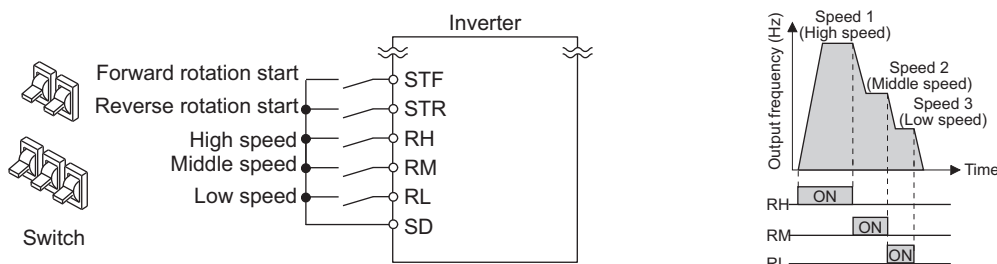 Inverter
Forward rotation start
STF
Reverse rotation start
STR
High speed
RH
Middle speed
RM
Low speed
RL
SD
Switch
Output frequency (Hz)
Speed 1
(High speed)
Speed 2
(Middle speed)
Speed 3
(Low speed)
Time
RH
ON
RM
ON
RL
ON